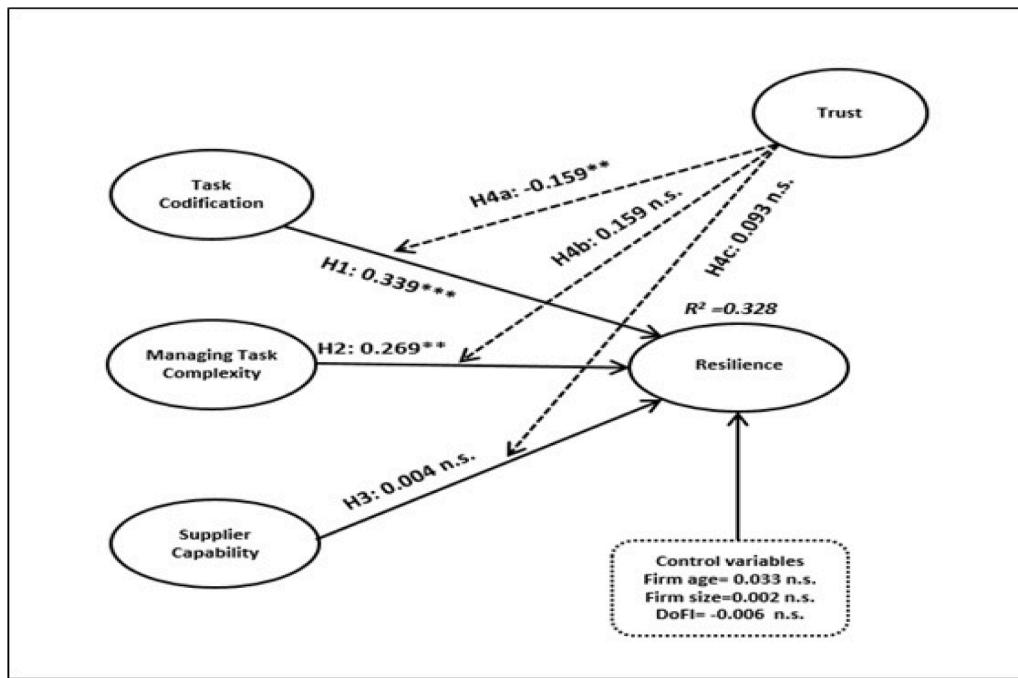 Trust
Task
Codification
H4a: -0.159**
H4b: 0.159 n.s.
H4c: 0.093 n.s.
H1: 0.339***
R² =0.328
Managing Task
Complexity
H2: 0.269**
Resilience
H3: 0.004 n.s.
Supplier
Capability
Control variables
Firm age= 0.033 n.s.
Firm size=0.002 n.s.
DoFI= -0.006 n.s.